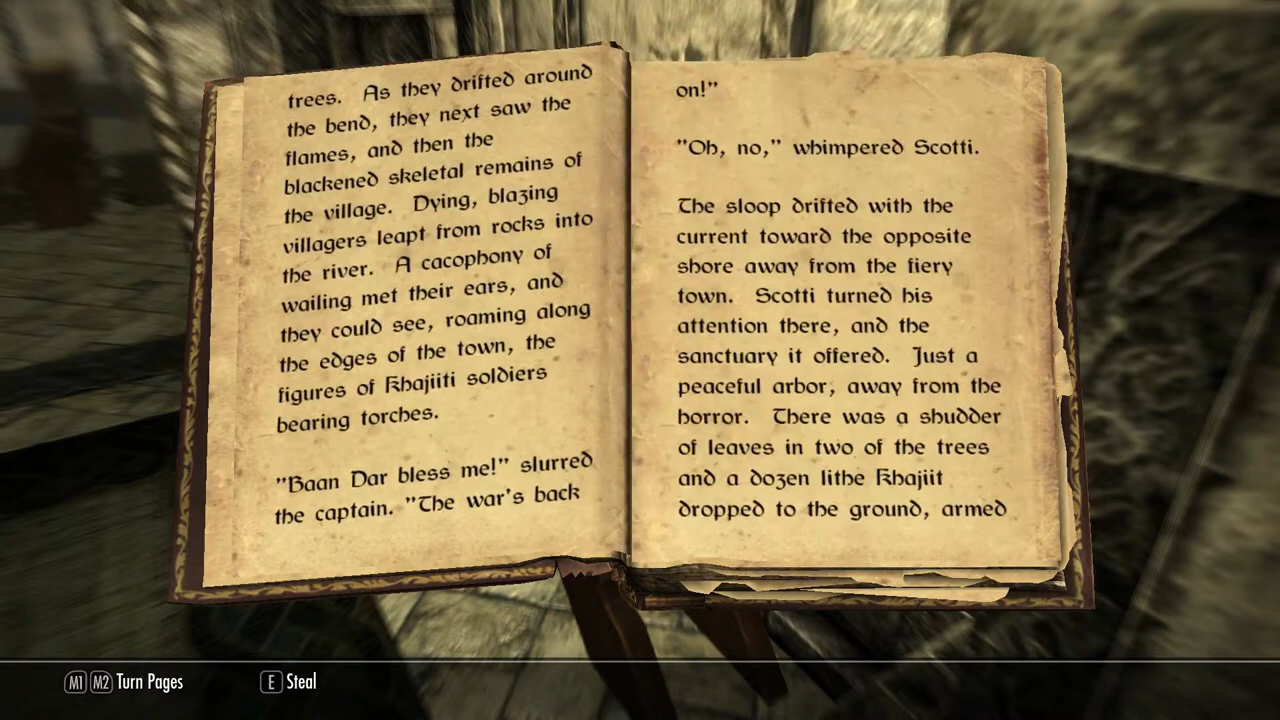 trees.  As they drifted around
the bend, they next saw the
flames, and then the
blackened skeletal remains of
the village.  Dying, blazing
villagers leapt from rocks into
the river.  A cacophony of
wailing met their ears, and
they could see, roaming along
the edges of the town, the
figures of Khajiiti soldiers
bearing torches.

"Baan Dar bless me!" slurred
the captain. "The war's back
on!"

"Oh, no," whimpered Scotti.

The sloop drifted with the
current toward the opposite
shore away from the fiery
town.  Scotti turned his
attention there, and the
sanctuary it offered.  Just a
peaceful arbor, away from the
horror.  There was a shudder
of leaves in two of the trees
and a dozen lithe Khajiit
dropped to the ground, armed
M1 M2 Turn Pages
E Steal